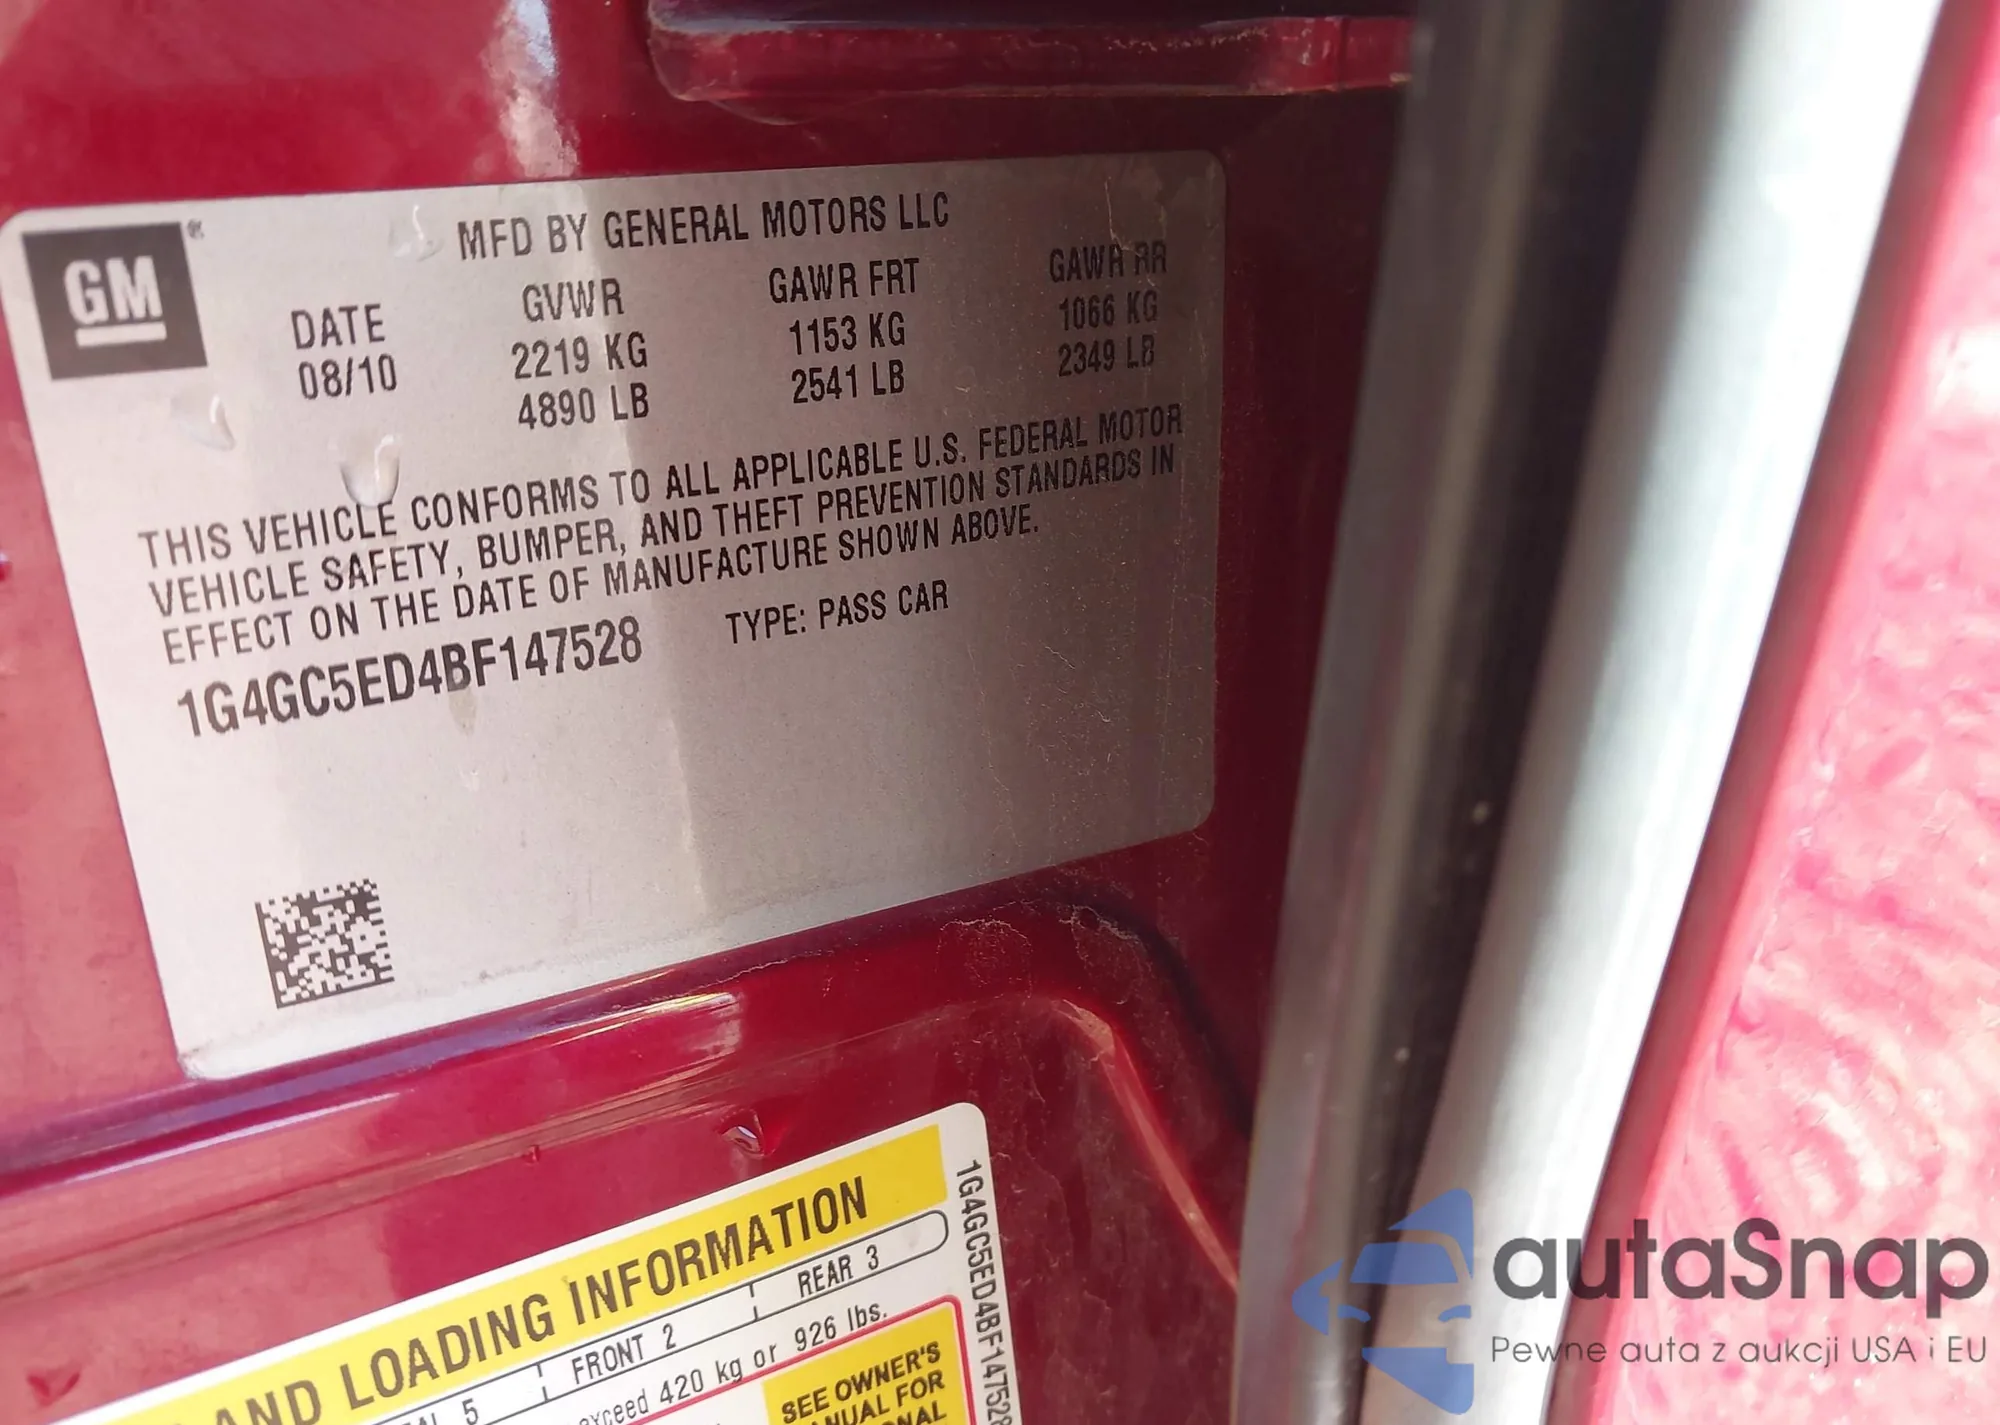 GM ®
MFD BY GENERAL MOTORS LLC
DATE GVWR GAWR FRT GAWR RR
08/10 2219 KG 1153 KG 1066 KG
4890 LB 2541 LB 2349 LB
THIS VEHICLE CONFORMS TO ALL APPLICABLE U.S. FEDERAL MOTOR
VEHICLE SAFETY, BUMPER, AND THEFT PREVENTION STANDARDS IN
EFFECT ON THE DATE OF MANUFACTURE SHOWN ABOVE.
1G4GC5ED4BF147528 TYPE: PASS CAR
AND LOADING INFORMATION
5 FRONT 2 REAR 3
exceed 420 kg or 926 lbs.
SEE OWNER'S
FOR
1G4GC5ED4BF147528
autaSnap
Pewne auta z aukcji USA i EU